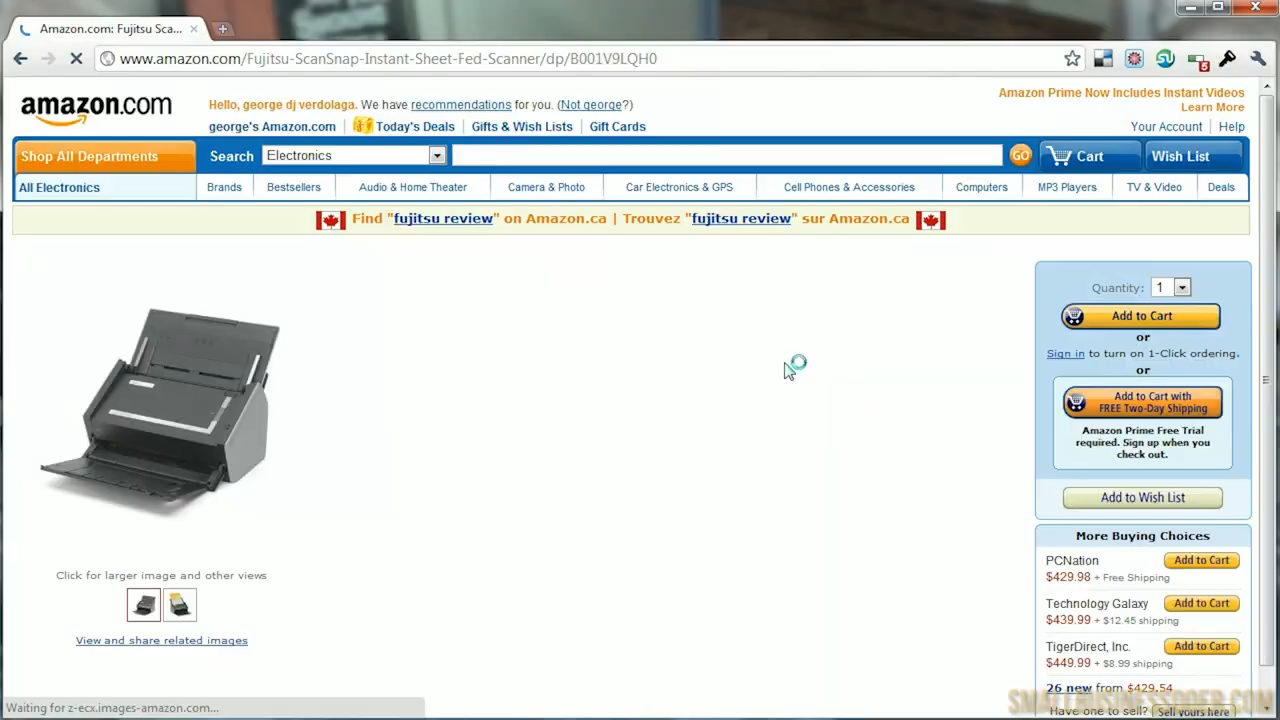 Amazon.com: Fujitsu Sca...
www.amazon.com/Fujitsu-ScanSnap-Instant-Sheet-Fed-Scanner/dp/B001V9LQH0
5
amazon.com
Hello, george dj verdolaga. We have recommendations for you. (Not george?)
Amazon Prime Now Includes Instant Videos
Learn More
george's Amazon.com | Today's Deals | Gifts & Wish Lists | Gift Cards
Your Account | Help
Shop All Departments
Search
Electronics
GO
Cart
Wish List
All Electronics
Brands
Bestsellers
Audio & Home Theater
Camera & Photo
Car Electronics & GPS
Cell Phones & Accessories
Computers
MP3 Players
TV & Video
Deals
Find "fujitsu review" on Amazon.ca | Trouvez "fujitsu review" sur Amazon.ca
Quantity: 1
Add to Cart
or
Sign in to turn on 1-Click ordering.
or
Add to Cart with
FREE Two-Day Shipping
Amazon Prime Free Trial
required. Sign up when you
check out.
Add to Wish List
More Buying Choices
PCNation
Add to Cart
$429.98 + Free Shipping
Technology Galaxy
Add to Cart
$439.99 + $12.45 shipping
TigerDirect, Inc.
Add to Cart
$449.99 + $8.99 shipping
26 new from $429.54
Have one to sell? Sell yours here
Click for larger image and other views
View and share related images
Waiting for z-ecx.images-amazon.com...
SMALLBUSINESSDOER.COM